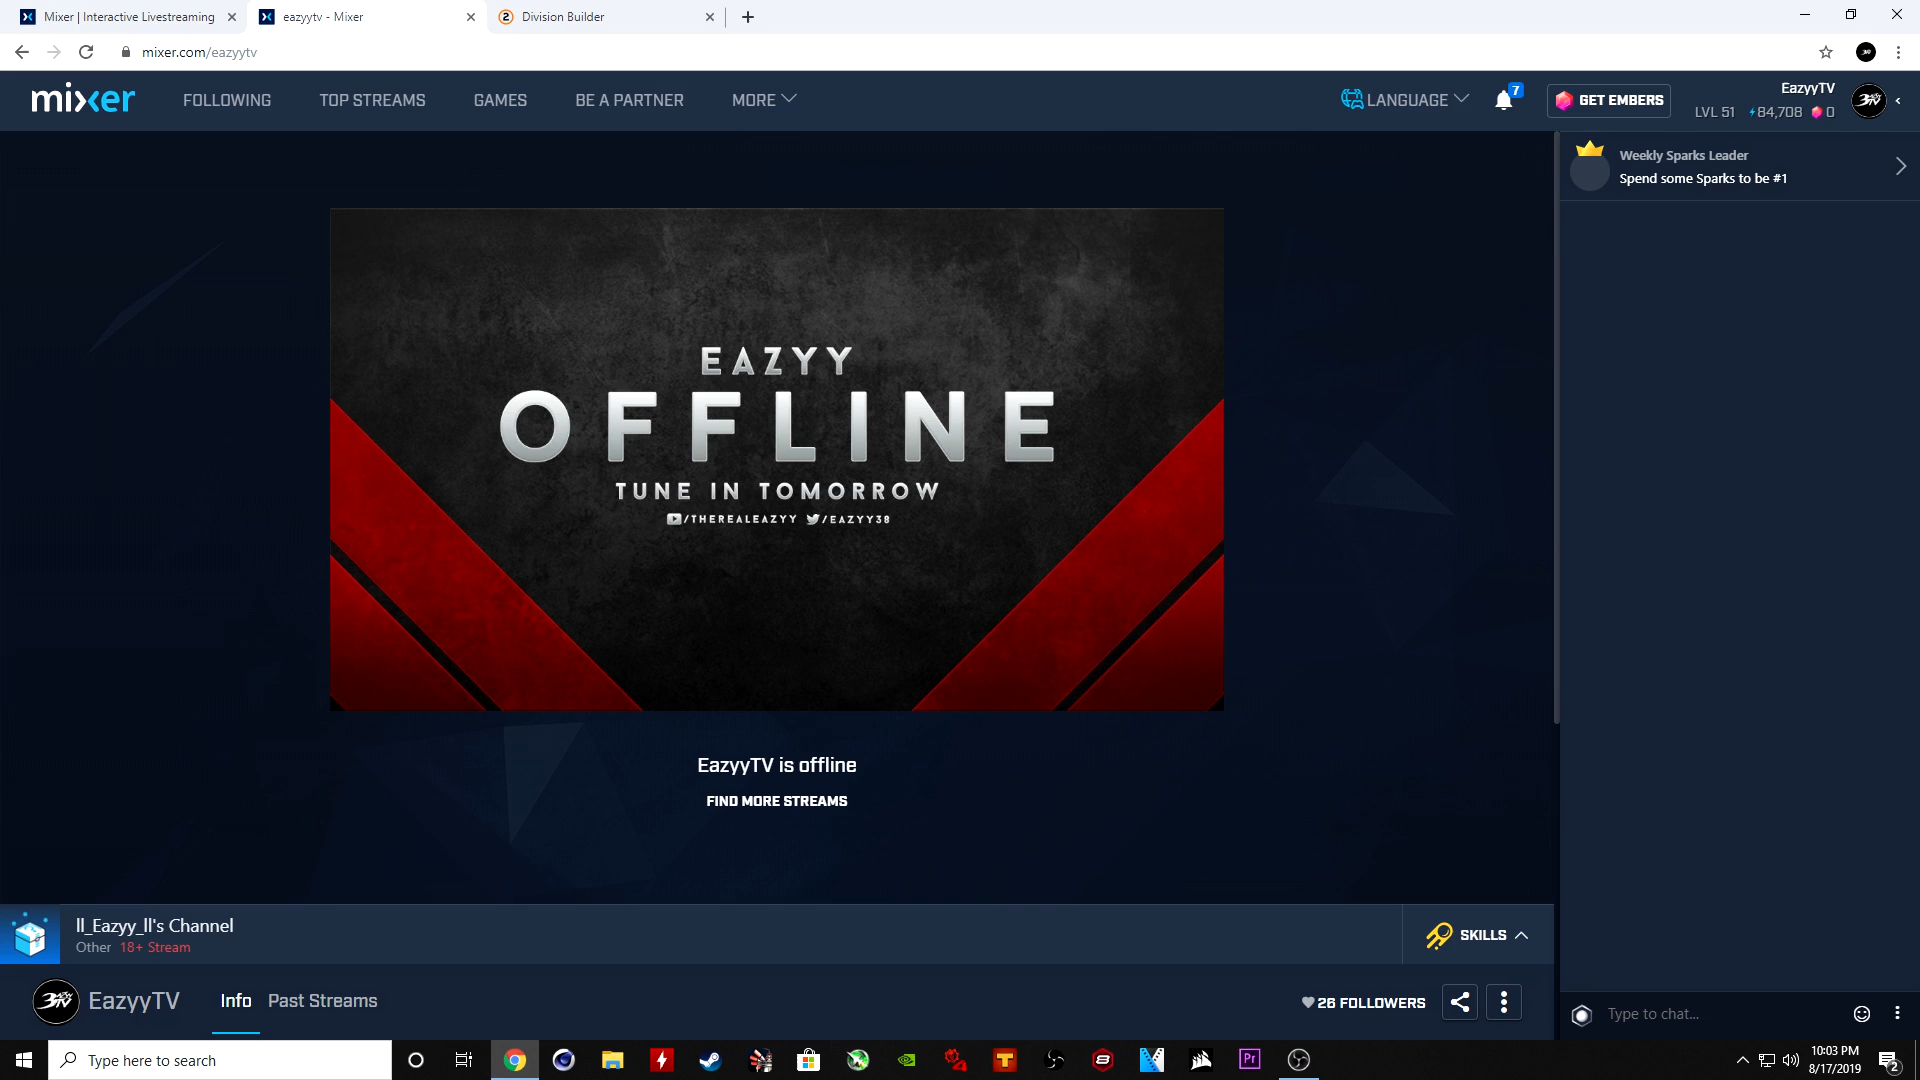 Mixer | Interactive Livestreaming
eazyytv - Mixer
Division Builder
mixer.com/eazyytv
mixer
FOLLOWING
TOP STREAMS
GAMES
BE A PARTNER
MORE
LANGUAGE
7
GET EMBERS
EazyyTV
LVL 51 84,708 0
Weekly Sparks Leader
Spend some Sparks to be #1
EAZYY
OFFLINE
TUNE IN TOMORROW
/THEREALEAZYY /EAZYY38
EazyyTV is offline
FIND MORE STREAMS
ll_Eazyy_ll's Channel
Other 18+ Stream
SKILLS
EazyyTV
Info
Past Streams
26 FOLLOWERS
Type to chat...
Type here to search
Pr
10:03 PM
8/17/2019
2